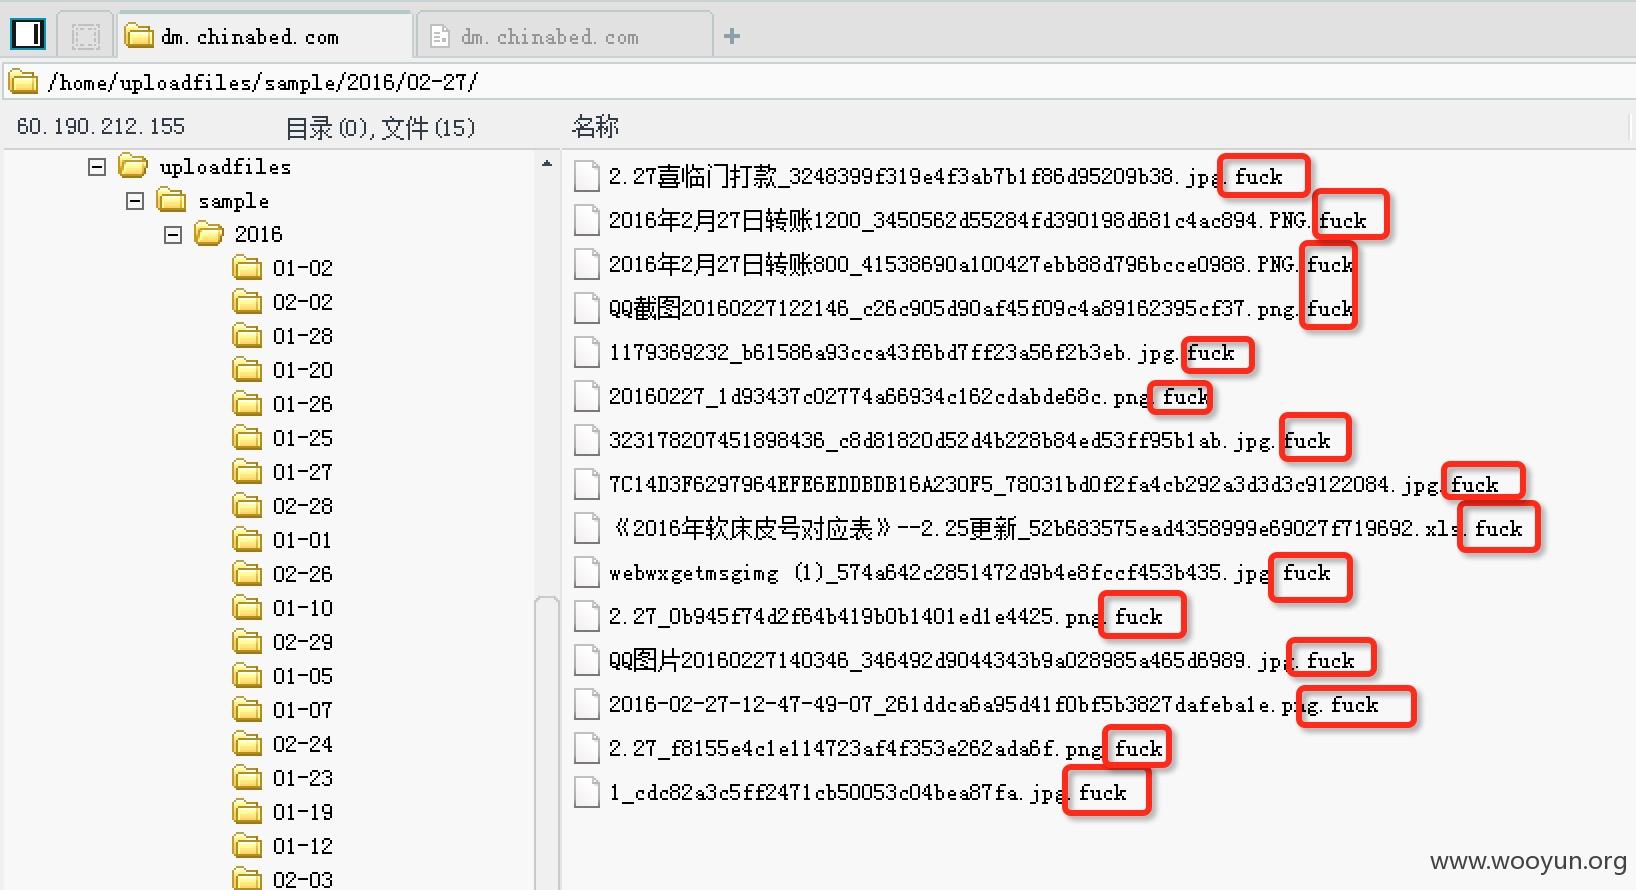 dm.chinabed.com
dm.chinabed.com
/home/uploadfiles/sample/2016/02-27/
60.190.212.155 目录(0),文件(15) 名称
uploadfiles
sample
2016
01-02
02-02
01-28
01-20
01-26
01-25
01-27
02-28
01-01
02-26
01-10
02-29
01-05
01-07
02-24
01-23
01-19
01-12
02-03
2.27喜临门打款_3248399f319e4f3ab7b1f86d95209b38.jpg.fuck
2016年2月27日转账1200_3450562d55284fd390198d681c4ac894.PNG.fuck
2016年2月27日转账800_41538690a100427ebb88d796bcce0988.PNG.fuck
QQ截图20160227122146_c26c905d90af45f09c4a89162395cf37.png.fuck
1179369232_b61586a93cca43f6bd7ff23a56f2b3eb.jpg.fuck
20160227_1d93437c02774a66934c162cdabde68c.png.fuck
323178207451898436_c8d81820d52d4b228b84ed53ff95b1ab.jpg.fuck
7C14D3F6297964EFE6EDDBDB16A230F5_78031bd0f2fa4cb292a3d3d3c9122084.jpg.fuck
《2016年软床皮号对应表》--2.25更新_52b683575ead4358999e69027f719692.xls.fuck
webwxgetmsgimg (1)_574a642c2851472d9b4e8fccf453b435.jpg.fuck
2.27_0b945f74d2f64b419b0b1401ed1e4425.png.fuck
QQ图片20160227140346_346492d9044343b9a028985a465d6989.jpg.fuck
2016-02-27-12-47-49-07_261ddca6a95d41f0bf5b3827dafeba1e.png.fuck
2.27_f8155e4c1e114723af4f353e262ada6f.png.fuck
1_cdc82a3c5ff2471cb50053c04bea87fa.jpg.fuck
www.wooyun.org